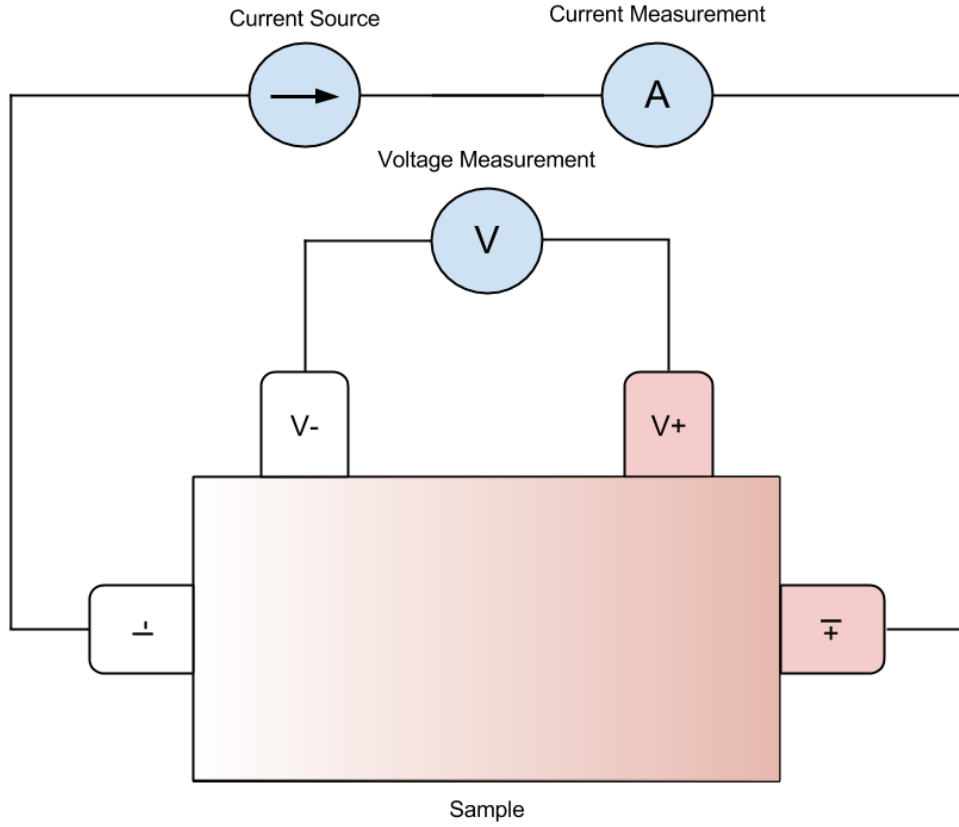 Current Source
Current Measurement
A
Voltage Measurement
V
V-
V+
I-
I+
Sample